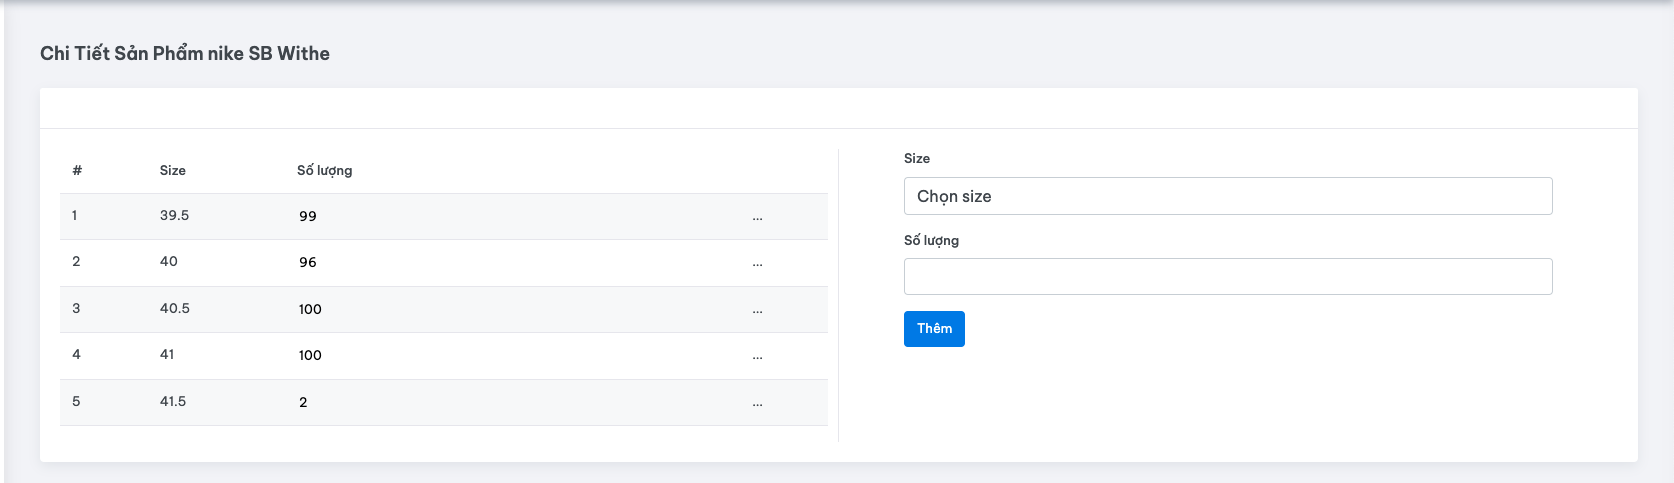 Chi Tiết Sản Phẩm nike SB Withe
# Size Số lượng
1 39.5 99 ...
2 40 96 ...
3 40.5 100 ...
4 41 100 ...
5 41.5 2 ...
Size
Chọn size
Số lượng
Thêm